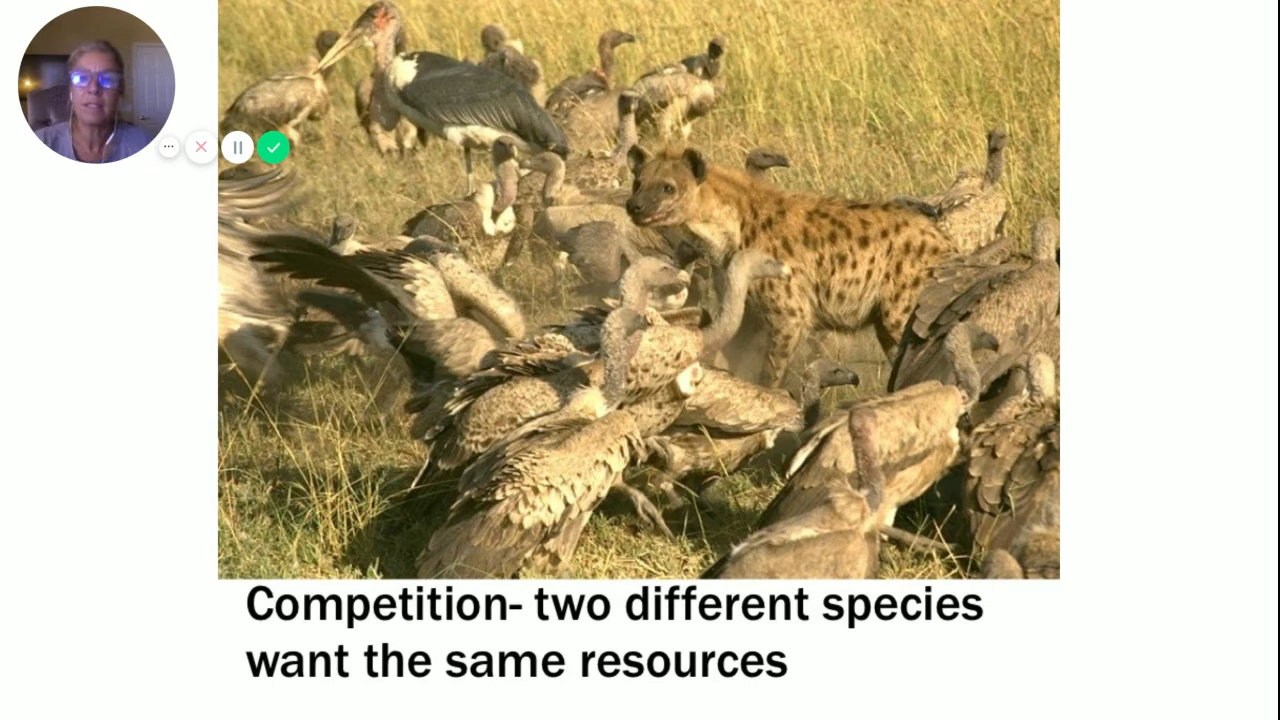 Competition- two different species
want the same resources